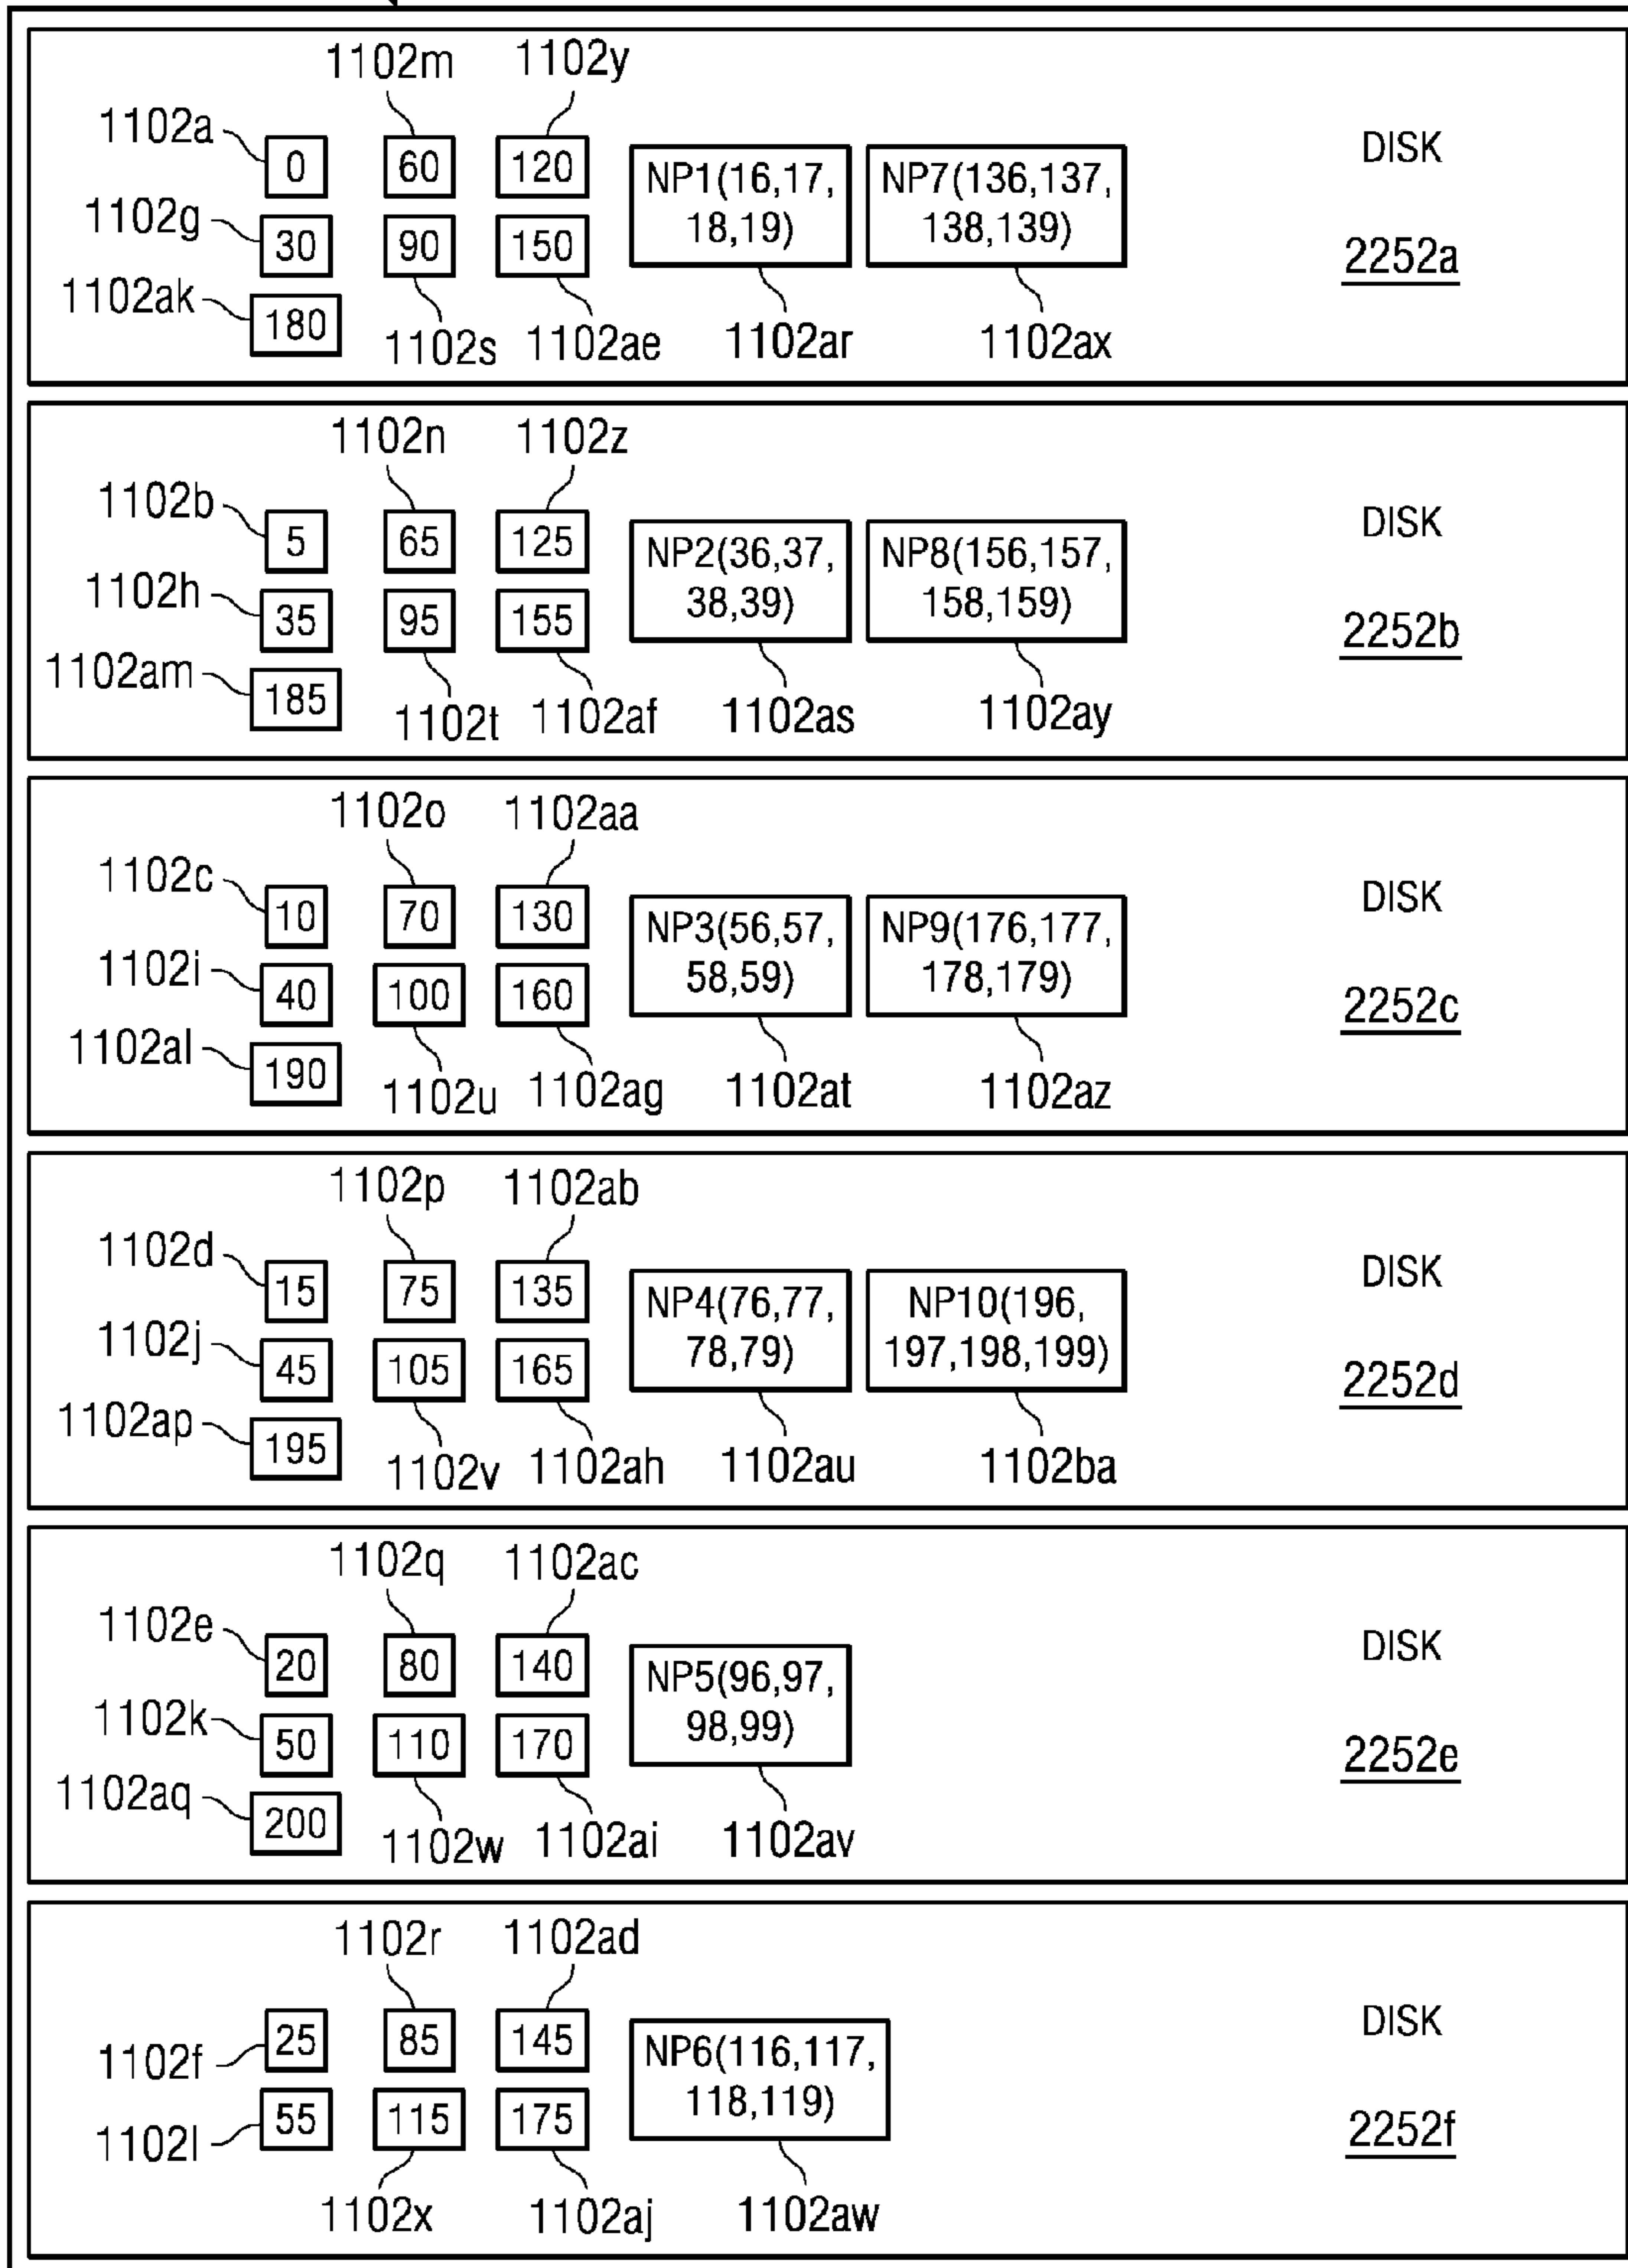 1102m 1102y
1102a 0 60 120 NP1(16,17, NP7(136,137, DISK
18,19) 138,139)
1102g 30 90 150 2252a
1102ak 180 1102s 1102ae 1102ar 1102ax
1102n 1102z
1102b 5 65 125 NP2(36,37, NP8(156,157, DISK
38,39) 158,159)
1102h 35 95 155 2252b
1102am 185 1102t 1102af 1102as 1102ay
1102o 1102aa
1102c 10 70 130 NP3(56,57, NP9(176,177, DISK
58,59) 178,179)
1102i 40 100 160 2252c
1102al 190 1102u 1102ag 1102at 1102az
1102p 1102ab
1102d 15 75 135 NP4(76,77, NP10(196, DISK
78,79) 197,198,199)
1102j 45 105 165 2252d
1102ap 195 1102v 1102ah 1102au 1102ba
1102q 1102ac
1102e 20 80 140 NP5(96,97, DISK
98,99)
1102k 50 110 170 2252e
1102aq 200 1102w 1102ai 1102av
1102r 1102ad
1102f 25 85 145 NP6(116,117, DISK
118,119)
1102l 55 115 175 2252f
1102x 1102aj 1102aw